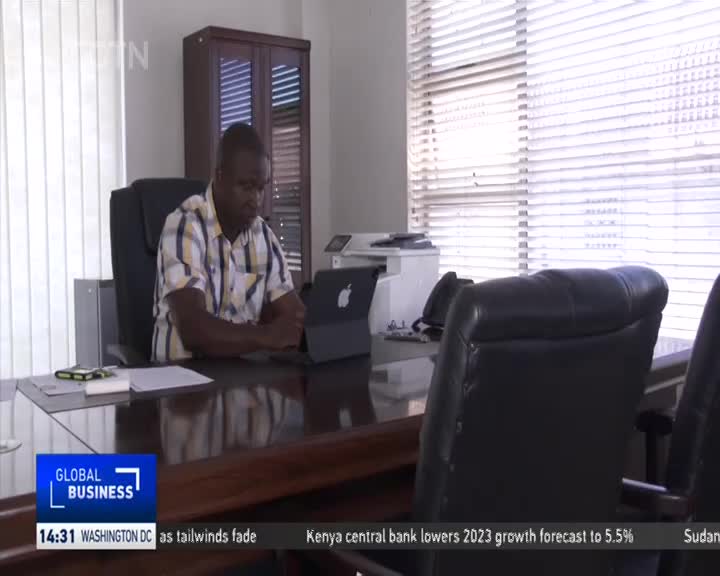 CGTN
GLOBAL
BUSINESS
14:31 WASHINGTON DC as tailwinds fade Kenya central bank lowers 2023 growth forecast to 5.5% Sudan